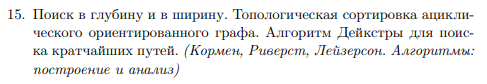 15. Поиск в глубину и в ширину. Топологическая сортировка ацикли-
ческого ориентированного графа. Алгоритм Дейкстры для поис-
ка кратчайших путей. (Кормен, Риверст, Лейзерсон. Алгоритмы:
построение и анализ)